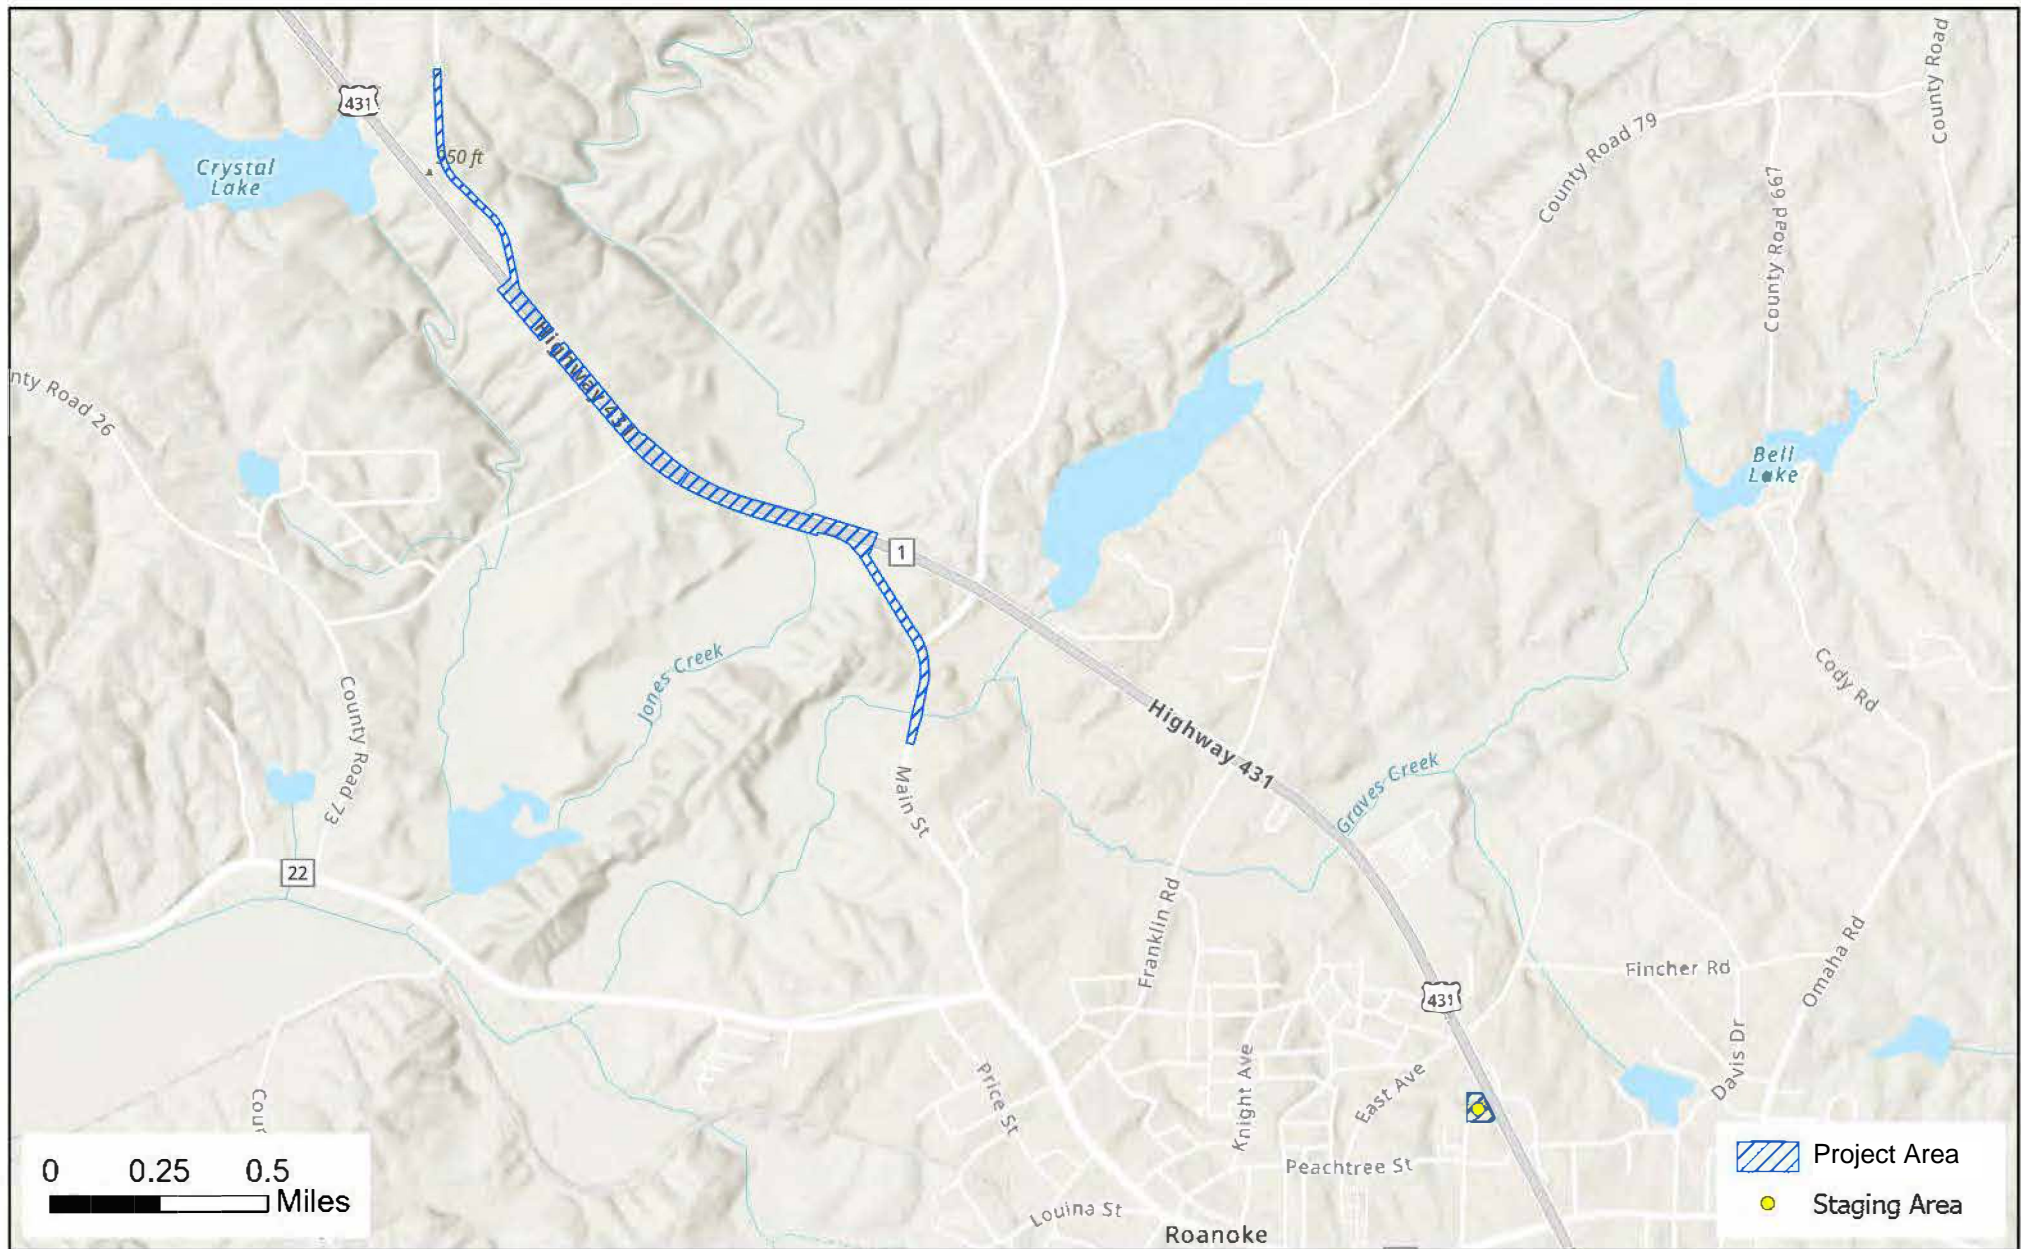 County Road
431
950 ft
County Road 79
Crystal
Lake
County Road 667
Highway 431
nty Road 26
Bell
Lake
1
Jones Creek
Cody Rd
County Road 73
Highway 431
Graves Creek
Main St
22
Franklin Rd
Fincher Rd
Omaha Rd
431
Davis Dr
Price St
Knight Ave
East Ave
Cour
Peachtree St
Louina St
Roanoke
0 0.25 0.5
Miles
Project Area
Staging Area